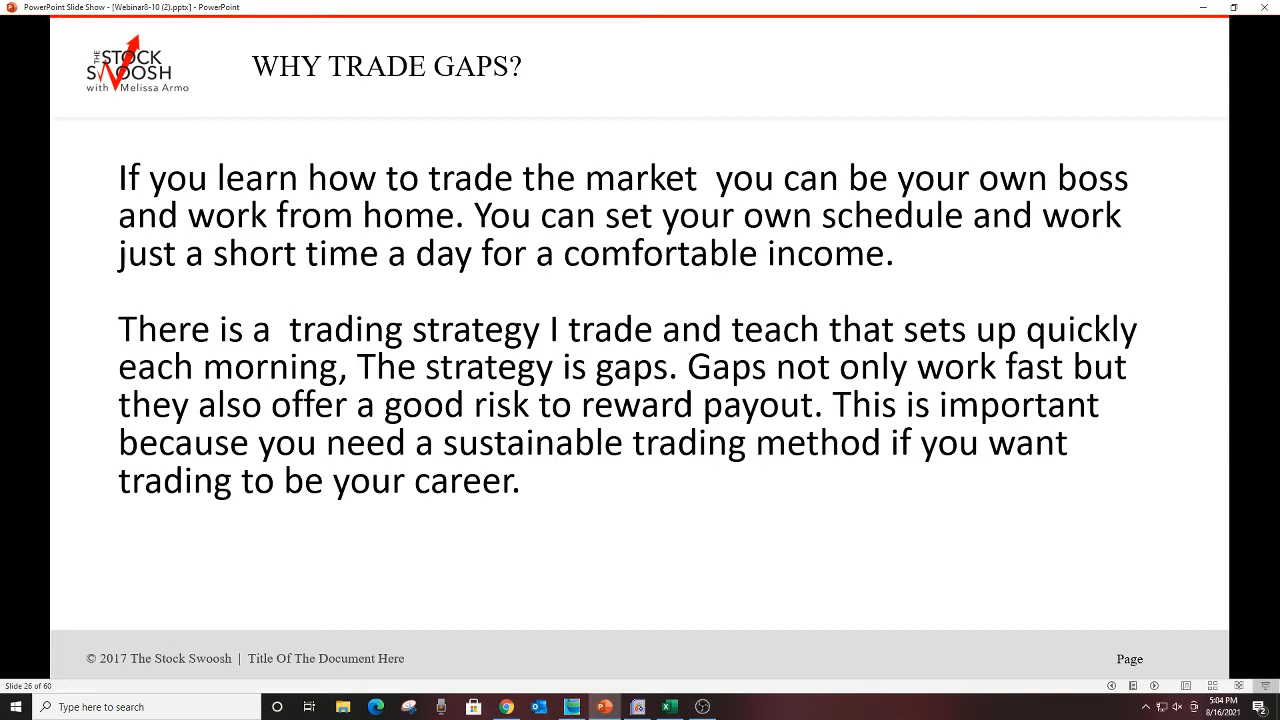 PowerPoint Slide Show - [Webinar8-10 (2).pptx] - PowerPoint
THE STOCK
SWOOSH
with Melissa Armo
WHY TRADE GAPS?
If you learn how to trade the market  you can be your own boss
and work from home. You can set your own schedule and work
just a short time a day for a comfortable income.
There is a  trading strategy I trade and teach that sets up quickly
each morning, The strategy is gaps. Gaps not only work fast but
they also offer a good risk to reward payout. This is important
because you need a sustainable trading method if you want
trading to be your career.
© 2017 The Stock Swoosh | Title Of The Document Here
Page
Slide 26 of 60
Type here to search
5:04 PM
8/16/2021
2